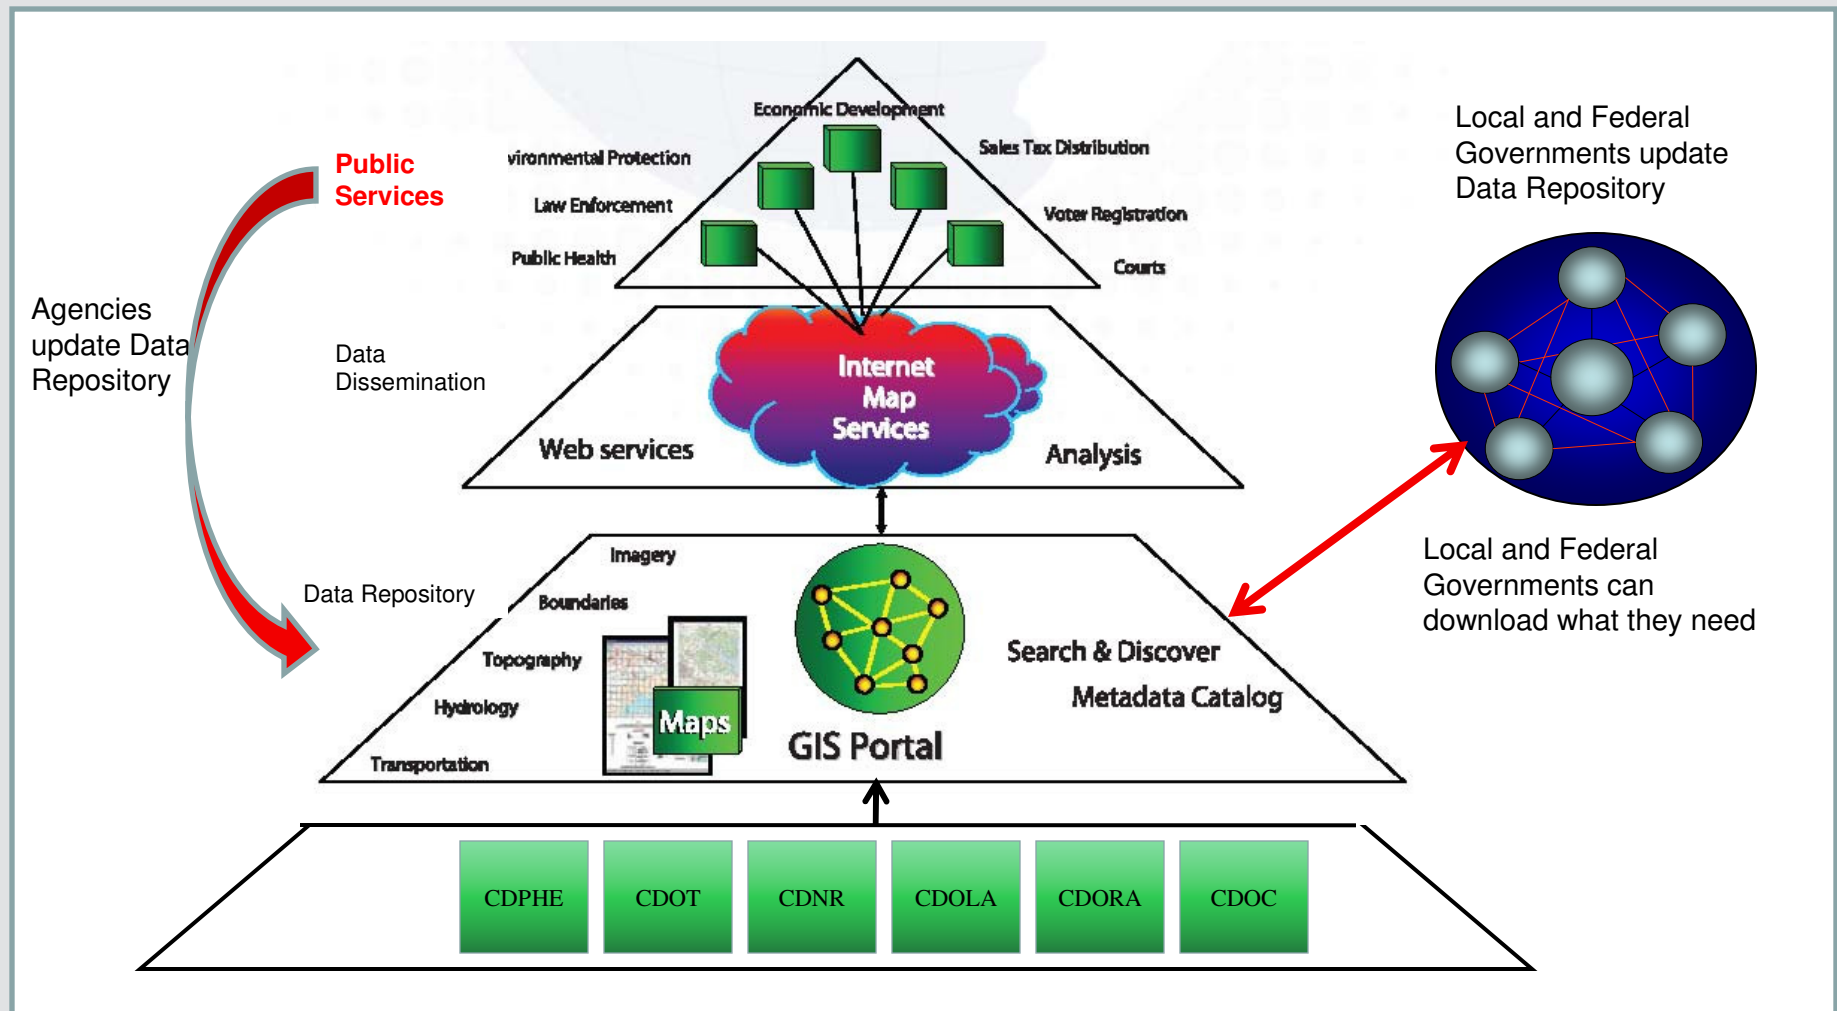 Economic Development
vironmental Protection
Sales Tax Distribution
Law Enforcement
Voter Registration
Public Health
Courts
Public
Services
Local and Federal
Governments update
Data Repository
Agencies
update Data
Repository
Data
Dissemination
Internet
Map
Services
Web services
Analysis
Local and Federal
Governments can
download what they need
Data Repository
Imagery
Boundaries
Topography
Hydrology
Transportation
Maps
GIS Portal
Search & Discover
Metadata Catalog
CDPHE
CDOT
CDNR
CDOLA
CDORA
CDOC